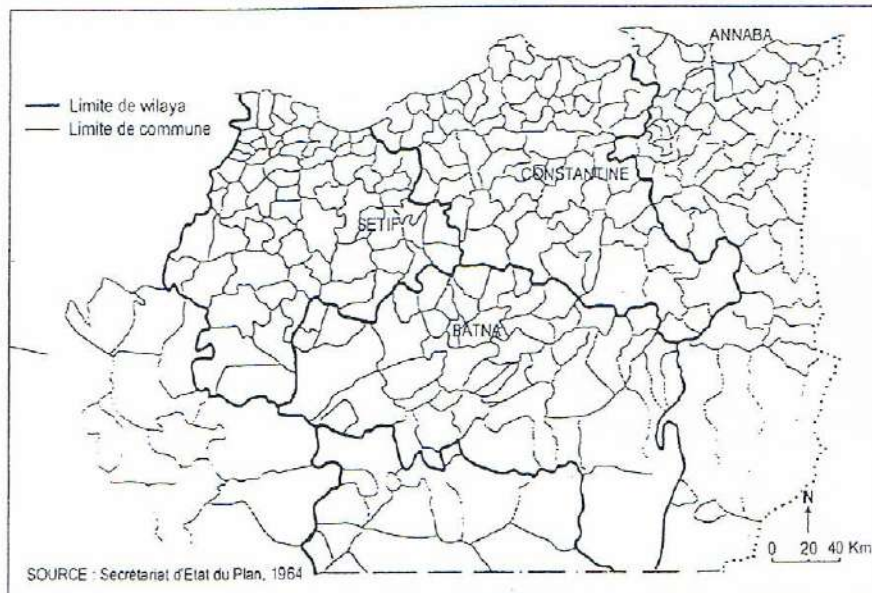 ANNABA
Limite de wilaya
Limite de commune
CONSTANTINE
SETIF
BATNA
N
0 20 40 Km
SOURCE : Secrétariat d'Etat du Plan, 1964